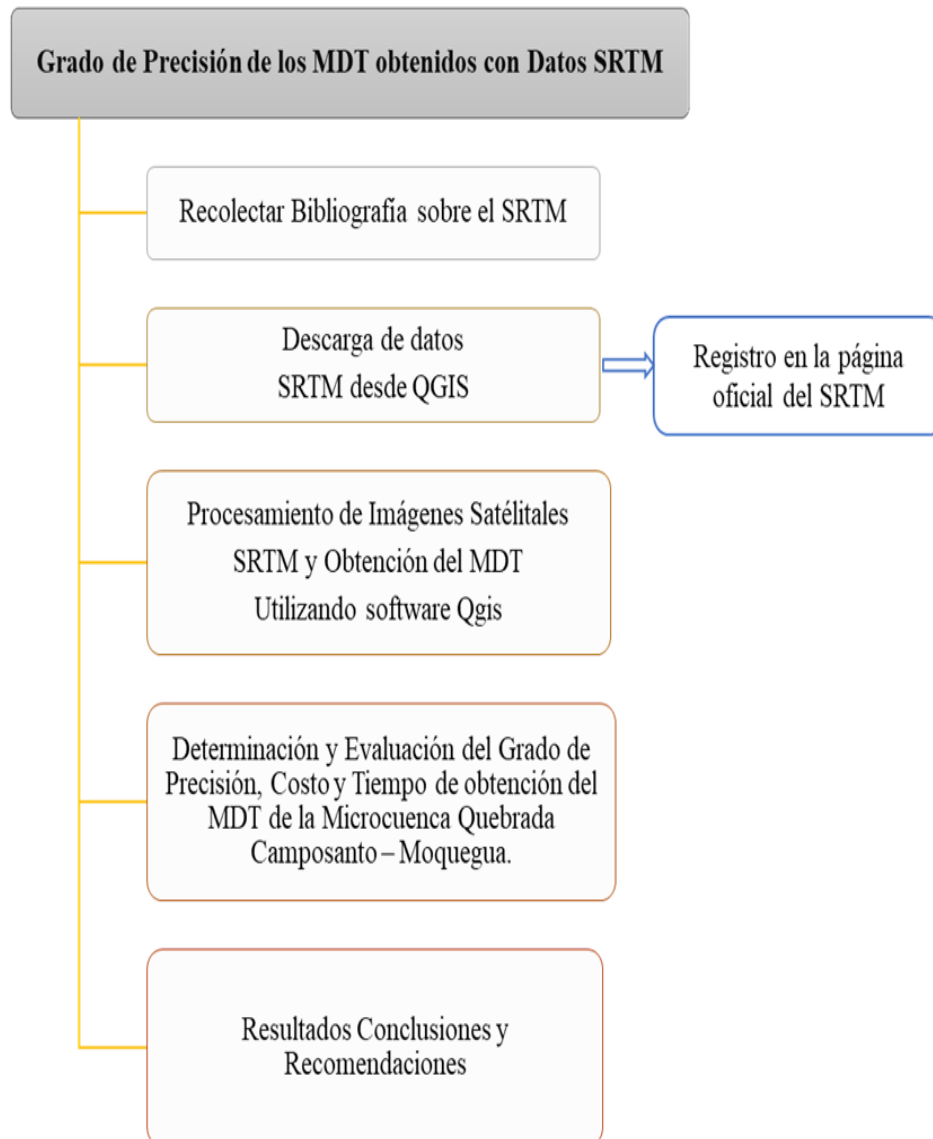 Grado de Precisión de los MDT obtenidos con Datos SRTM
Recolectar Bibliografía sobre el SRTM
Descarga de datos
SRTM desde QGIS
Registro en la página
oficial del SRTM
Procesamiento de Imágenes Satélitales
SRTM y Obtención del MDT
Utilizando software Qgis
Determinación y Evaluación del Grado de
Precisión, Costo y Tiempo de obtención del
MDT de la Microcuenca Quebrada
Camposanto – Moquegua.
Resultados Conclusiones y
Recomendaciones